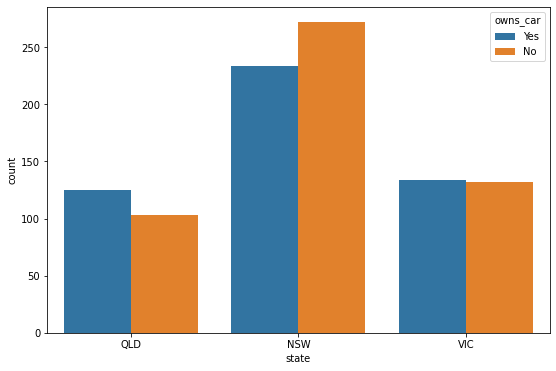 owns_car
Yes
No
250
200
150
100
50
0
count
QLD
NSW
VIC
state